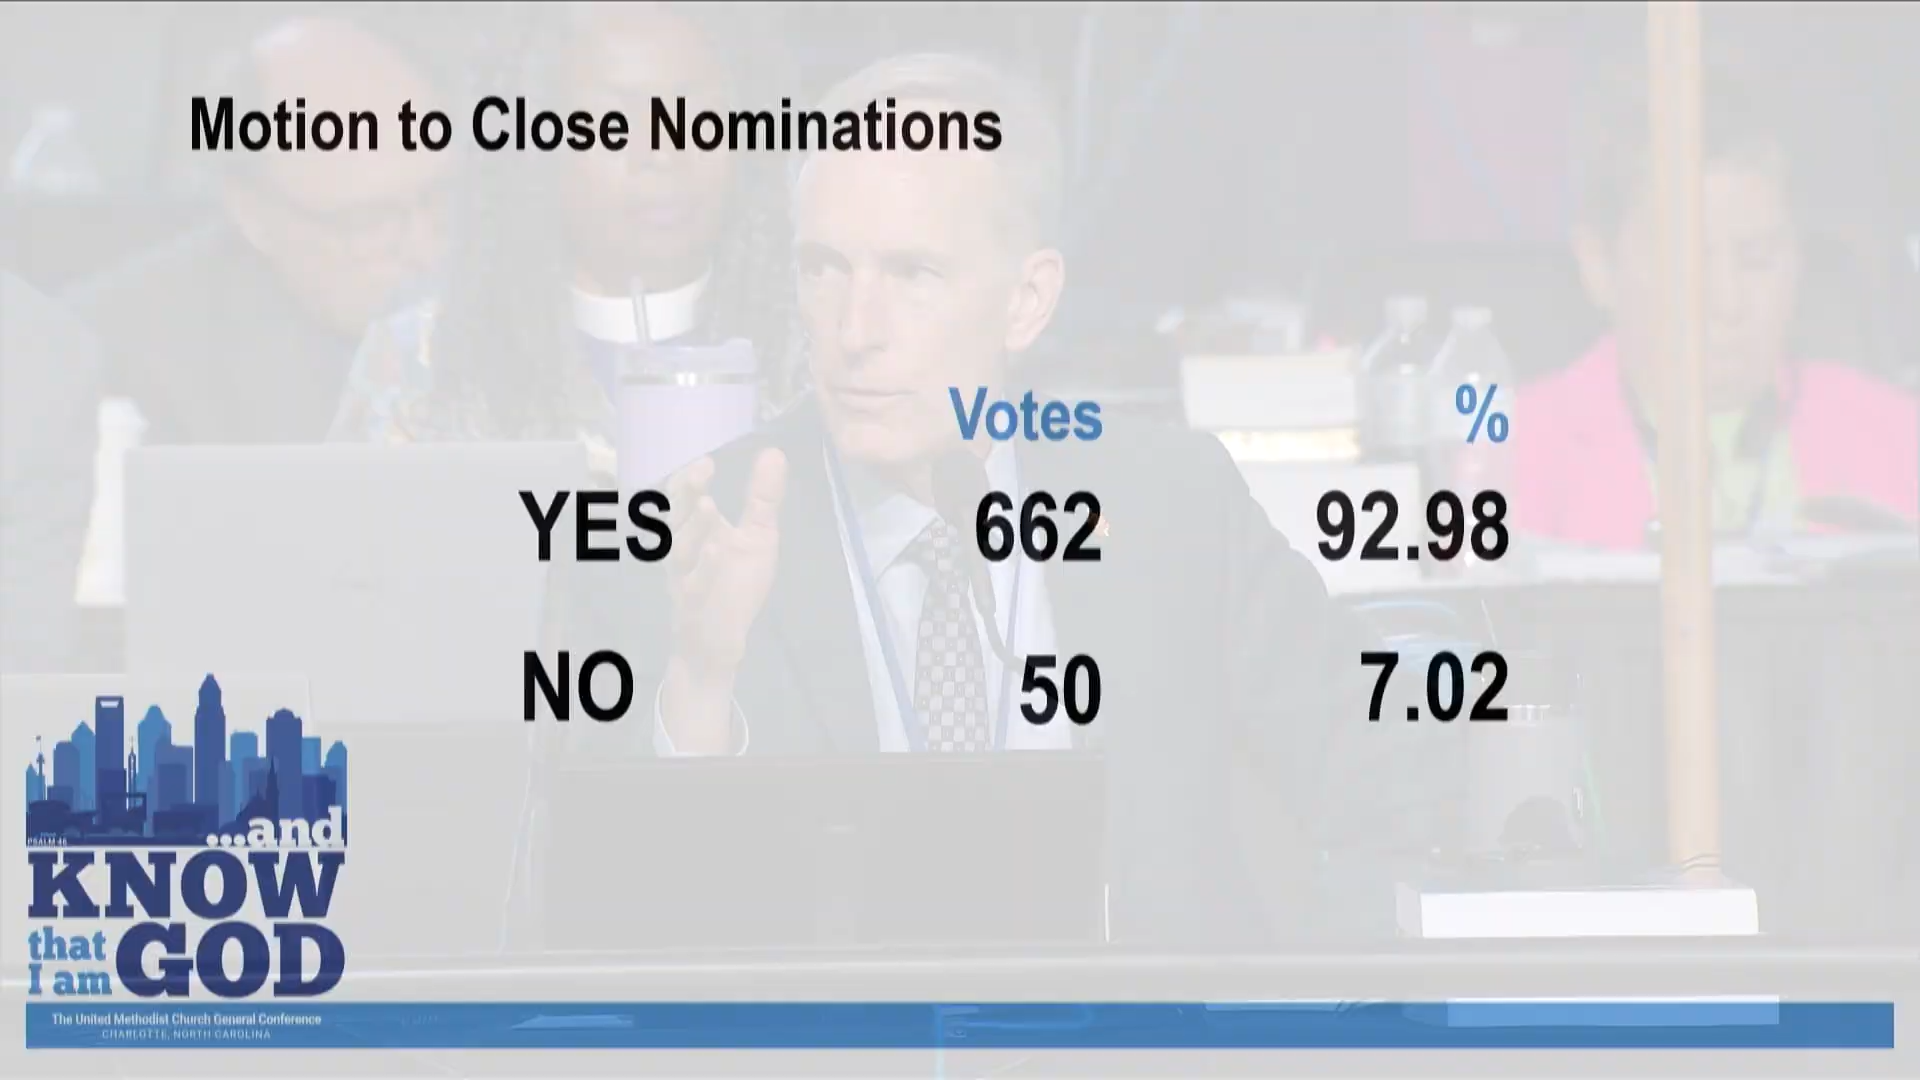 Motion to Close Nominations
Votes %
YES 662 92.98
NO 50 7.02
...and
PSALM 46
KNOW
that
I am GOD
The United Methodist Church General Conference
CHARLOTTE, NORTH CAROLINA